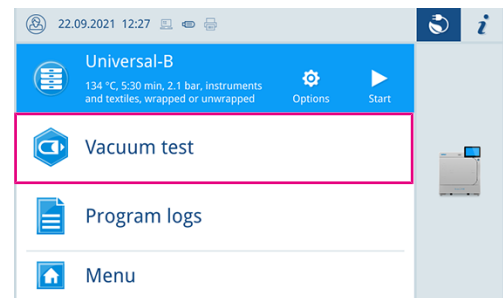 22.09.2021 12:27
i
Universal-B
134 °C, 5:30 min, 2.1 bar, instruments
and textiles, wrapped or unwrapped
Options
Start
Vacuum test
Program logs
Menu